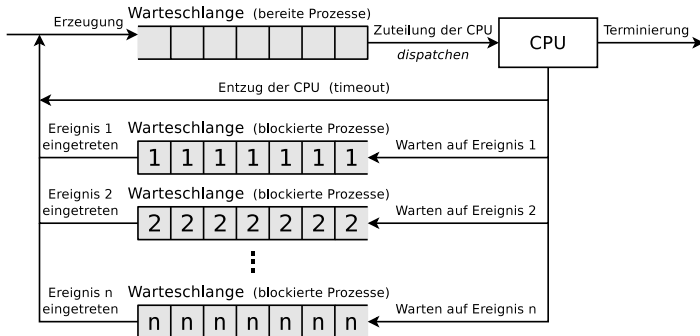 Erzeugung
Warteschlange (bereite Prozesse)
Zuteilung der CPU
dispatchen
CPU
Terminierung
Entzug der CPU (timeout)
Ereignis 1
eingetreten
Warteschlange (blockierte Prozesse)
1 1 1 1 1 1 1
Warten auf Ereignis 1
Ereignis 2
eingetreten
Warteschlange (blockierte Prozesse)
2 2 2 2 2 2 2
Warten auf Ereignis 2
Ereignis n
eingetreten
Warteschlange (blockierte Prozesse)
n n n n n n n
Warten auf Ereignis n